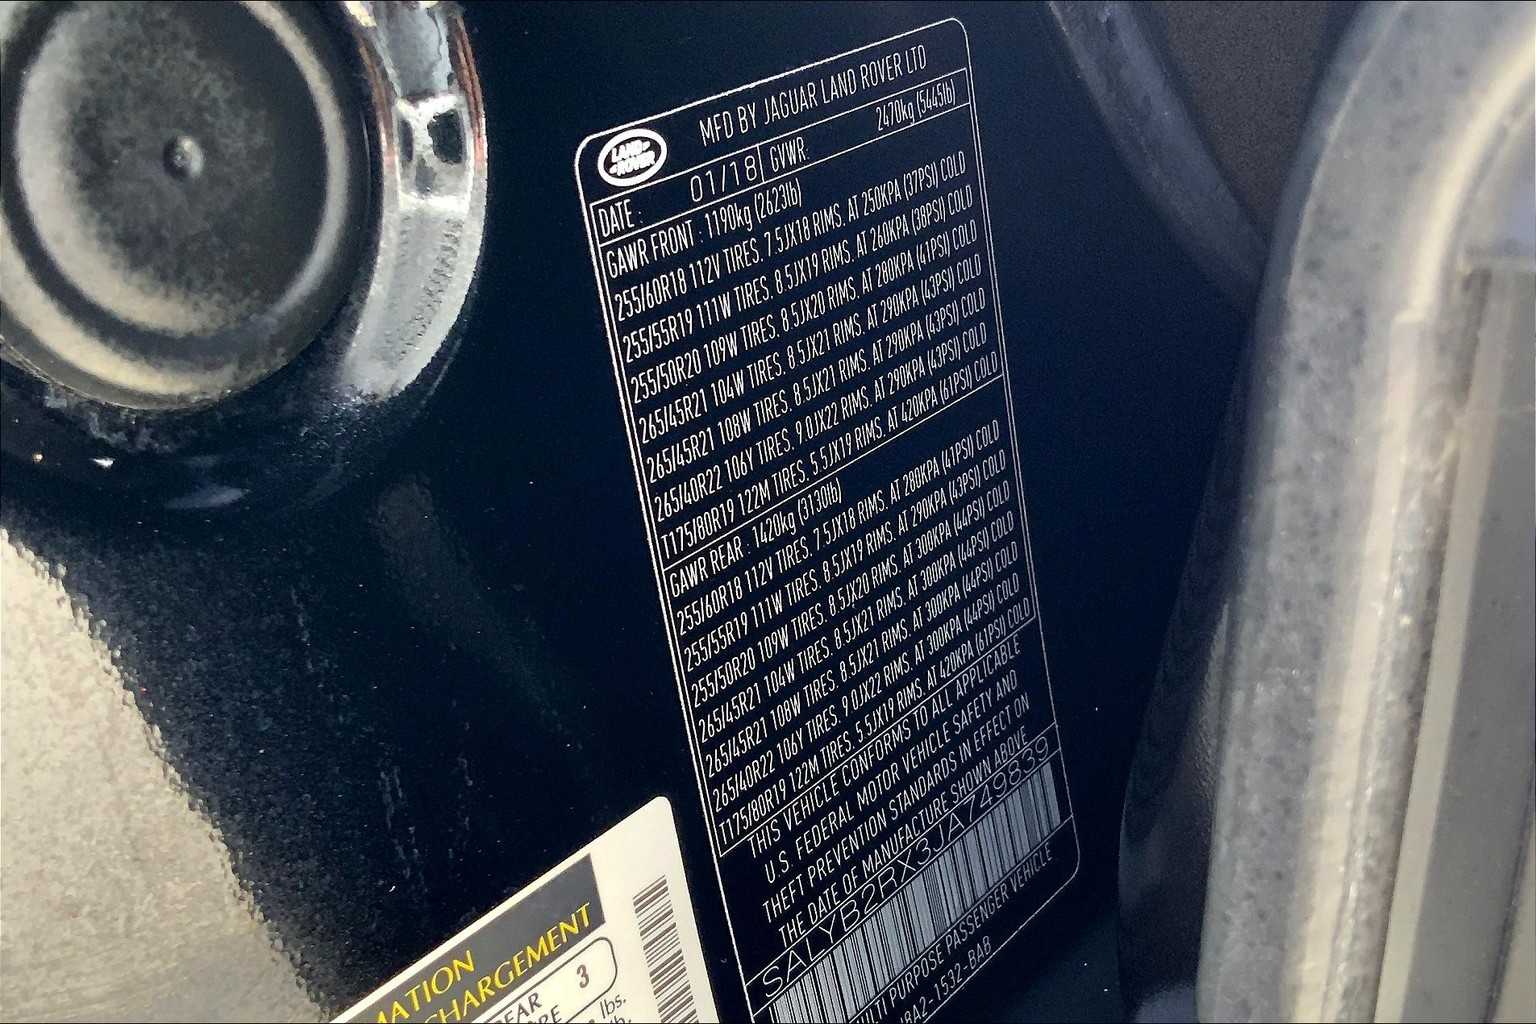 MFD BY JAGUAR LAND ROVER LTD
LAND ROVER
DATE : 01/18 GVWR: 2470kg (5445lb)
GAWR FRONT : 1190kg (2623lb)
255/60R18 112V TIRES. 7.5JX18 RIMS. AT 250KPA (37PSI) COLD
255/55R19 111W TIRES. 8.5JX19 RIMS. AT 260KPA (38PSI) COLD
255/50R20 109W TIRES. 8.5JX20 RIMS. AT 280KPA (41PSI) COLD
265/45R21 104W TIRES. 8.5JX21 RIMS. AT 290KPA (43PSI) COLD
265/45R21 108W TIRES. 8.5JX21 RIMS. AT 290KPA (43PSI) COLD
265/40R22 106Y TIRES. 9.0JX22 RIMS. AT 290KPA (43PSI) COLD
T175/80R19 122M TIRES. 5.5JX19 RIMS. AT 420KPA (61PSI) COLD
GAWR REAR : 1420kg (3130lb)
255/60R18 112V TIRES. 7.5JX18 RIMS. AT 280KPA (41PSI) COLD
255/55R19 111W TIRES. 8.5JX19 RIMS. AT 290KPA (43PSI) COLD
255/50R20 109W TIRES. 8.5JX20 RIMS. AT 300KPA (44PSI) COLD
265/45R21 104W TIRES. 8.5JX21 RIMS. AT 300KPA (44PSI) COLD
265/45R21 108W TIRES. 8.5JX21 RIMS. AT 300KPA (44PSI) COLD
265/40R22 106Y TIRES. 9.0JX22 RIMS. AT 300KPA (44PSI) COLD
T175/80R19 122M TIRES. 5.5JX19 RIMS. AT 420KPA (61PSI) COLD
THIS VEHICLE CONFORMS TO ALL APPLICABLE
U.S. FEDERAL MOTOR VEHICLE SAFETY AND
THEFT PREVENTION STANDARDS IN EFFECT ON
THE DATE OF MANUFACTURE SHOWN ABOVE
SALYB2RX3JA749839
MULTI PURPOSE PASSENGER VEHICLE
J8A2-1532-BAB
MATION
CHARGEMENT
REAR 3
lbs.